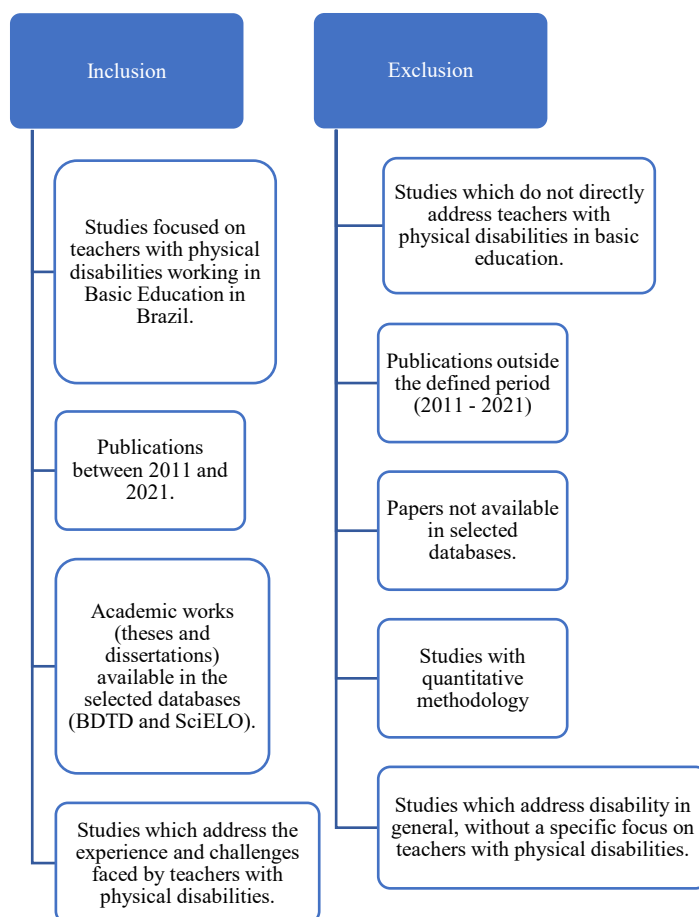 Inclusion
Studies focused on
teachers with physical
disabilities working in
Basic Education in
Brazil.
Publications
between 2011 and
2021.
Academic works
(theses and
dissertations)
available in the
selected databases
(BDTD and SciELO).
Studies which address the
experience and challenges
faced by teachers with
physical disabilities.
Exclusion
Studies which do not directly
address teachers with
physical disabilities in basic
education.
Publications outside
the defined period
(2011 - 2021)
Papers not available
in selected
databases.
Studies with
quantitative
methodology
Studies which address disability in
general, without a specific focus on
teachers with physical disabilities.